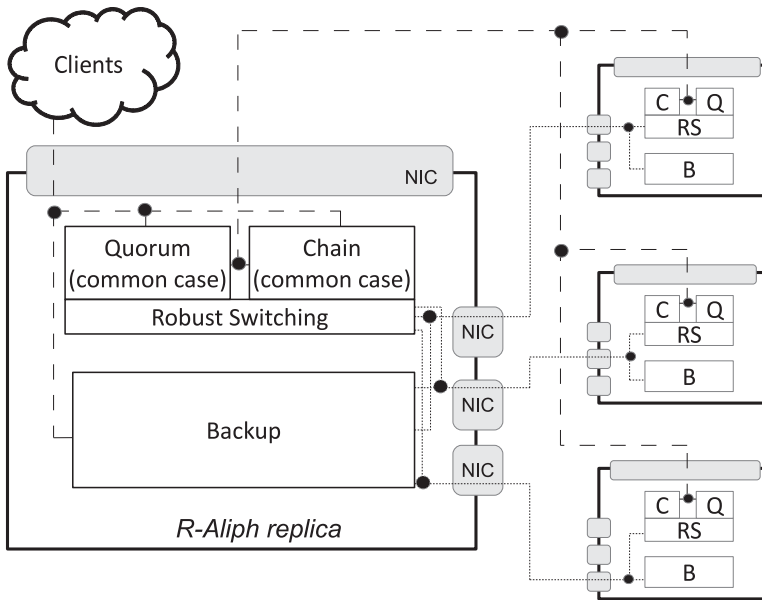 Clients
NIC
Quorum
(common case)
Chain
(common case)
Robust Switching
NIC
NIC
Backup
NIC
R-Aliph replica
C
Q
RS
B
C
Q
RS
B
C
Q
RS
B